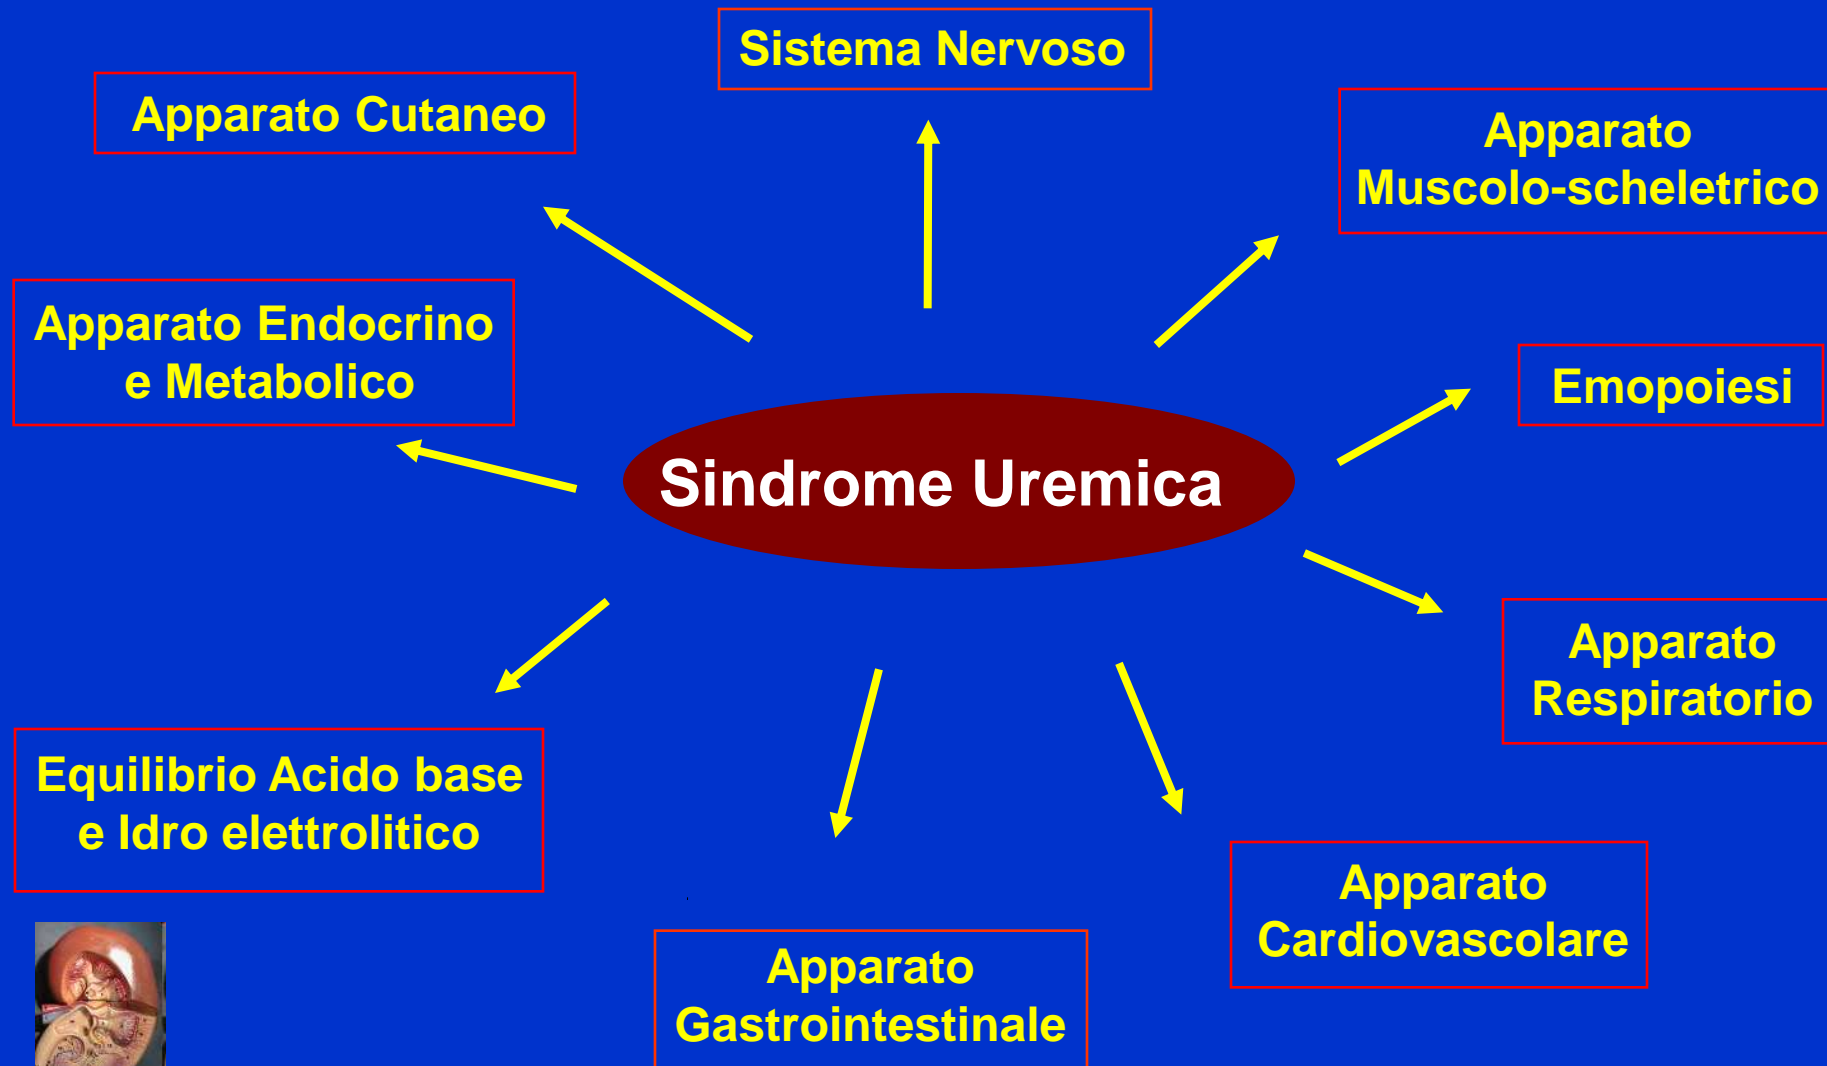 Sistema Nervoso
Apparato Cutaneo
Apparato
Muscolo-scheletrico
Apparato Endocrino
e Metabolico
Emopoiesi
Sindrome Uremica
Apparato
Respiratorio
Equilibrio Acido base
e Idro elettrolitico
Apparato
Cardiovascolare
Apparato
Gastrointestinale